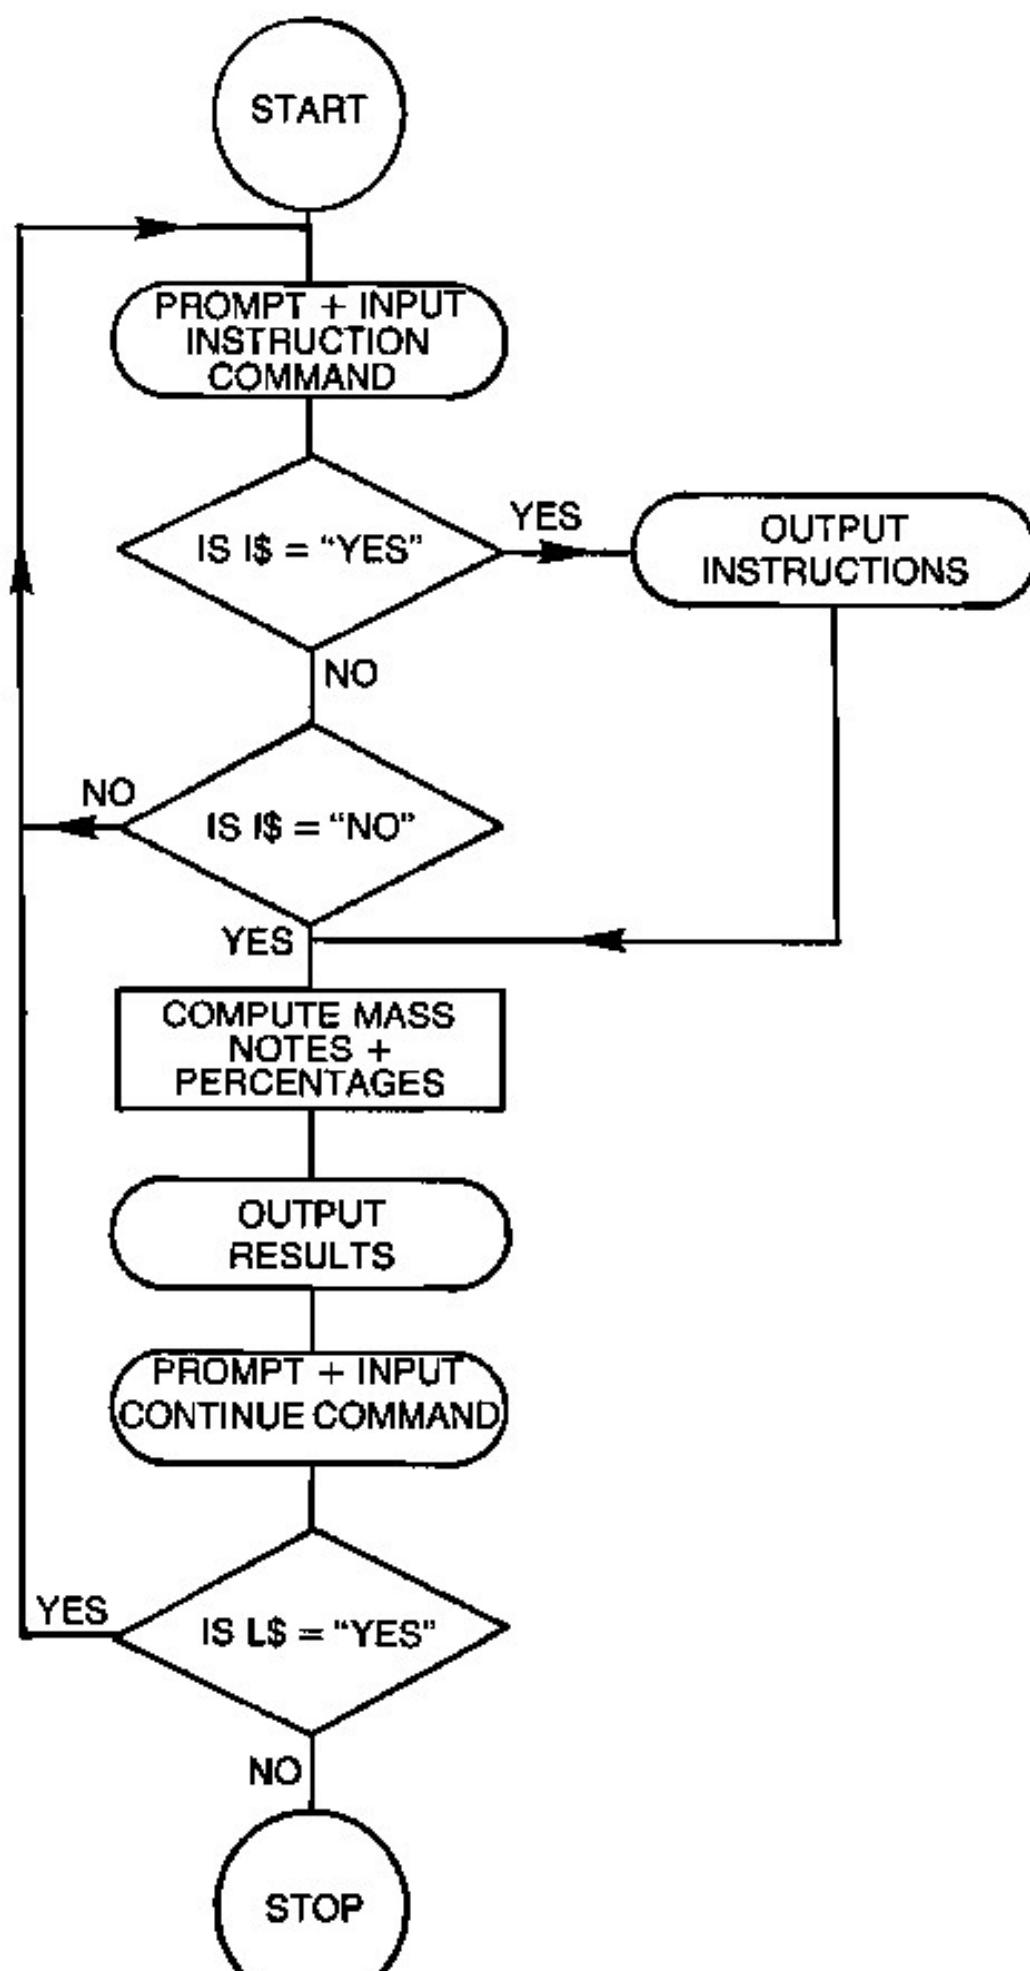 START
PROMPT + INPUT
INSTRUCTION
COMMAND
IS I$ = “YES”
YES
OUTPUT
INSTRUCTIONS
NO
NO
IS I$ = “NO”
YES
COMPUTE MASS
NOTES +
PERCENTAGES
OUTPUT
RESULTS
PROMPT + INPUT
CONTINUE COMMAND
YES
IS L$ = “YES”
NO
STOP